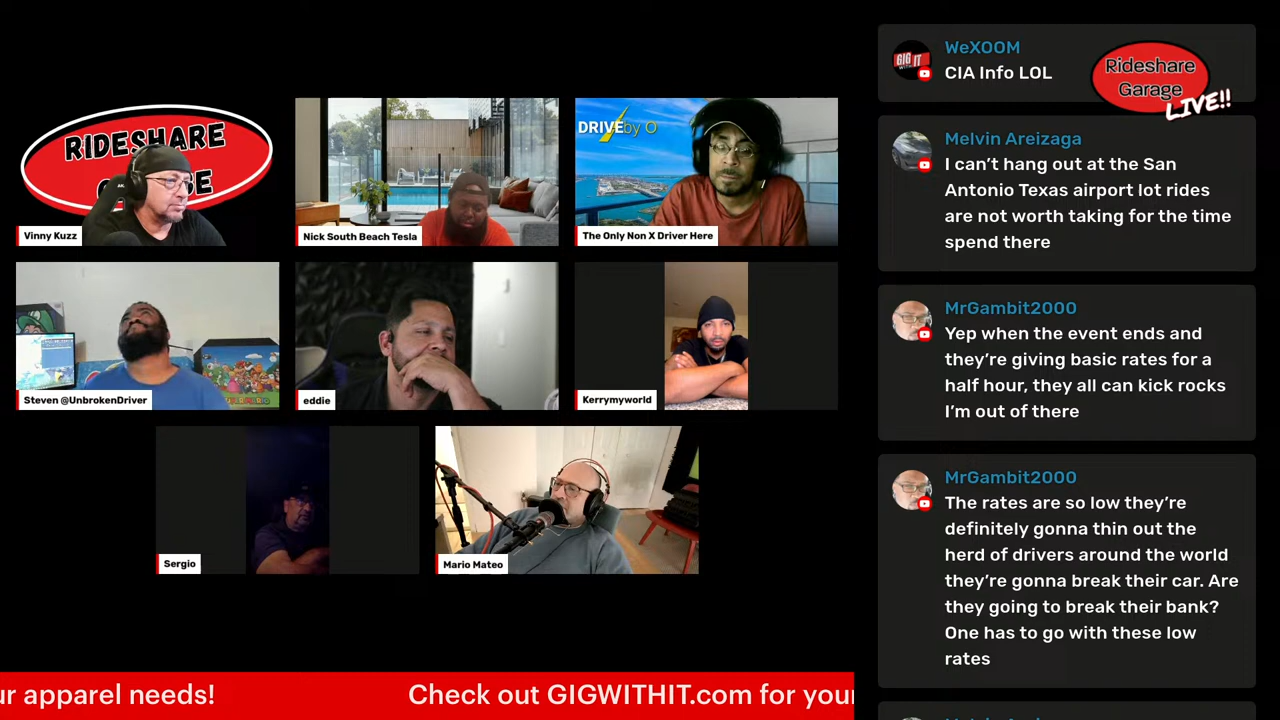 RIDESHARE
Vinny Kuzz
Nick South Beach Tesla
DRIVEby O
The Only Non X Driver Here
Steven @UnbrokenDriver
eddie
Kerrymyworld
Sergio
Mario Mateo
ur apparel needs!
Check out GIGWITHIT.com for your
WeXOOM
CIA Info LOL
Rideshare
Garage
LIVE!!
Melvin Areizaga
I can’t hang out at the San
Antonio Texas airport lot rides
are not worth taking for the time
spend there
MrGambit2000
Yep when the event ends and
they’re giving basic rates for a
half hour, they all can kick rocks
I’m out of there
MrGambit2000
The rates are so low they’re
definitely gonna thin out the
herd of drivers around the world
they’re gonna break their car. Are
they going to break their bank?
One has to go with these low
rates